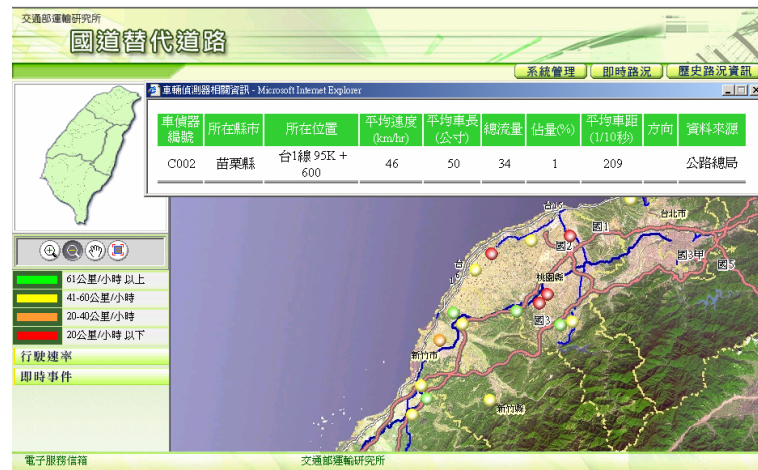 交通部運輸研究所
國道替代道路
系統管理 即時路況 歷史路況資訊
車輛偵測器相關資訊 - Microsoft Internet Explorer
車偵器編號 所在縣市 所在位置 平均速度(km/hr) 平均車長(公寸) 總流量 佔量(%) 平均車距(1/10秒) 方向 資料來源
C002 苗栗縣 台1線 95K + 600 46 50 34 1 209 公路總局
台15
台北市
國1
國2
國3甲
國5
台15
桃園縣
國3
新竹市
新竹縣
61公里/小時 以上
41-60公里/小時
20-40公里/小時
20公里/小時 以下
行駛速率
即時事件
電子服務信箱
交通部運輸研究所